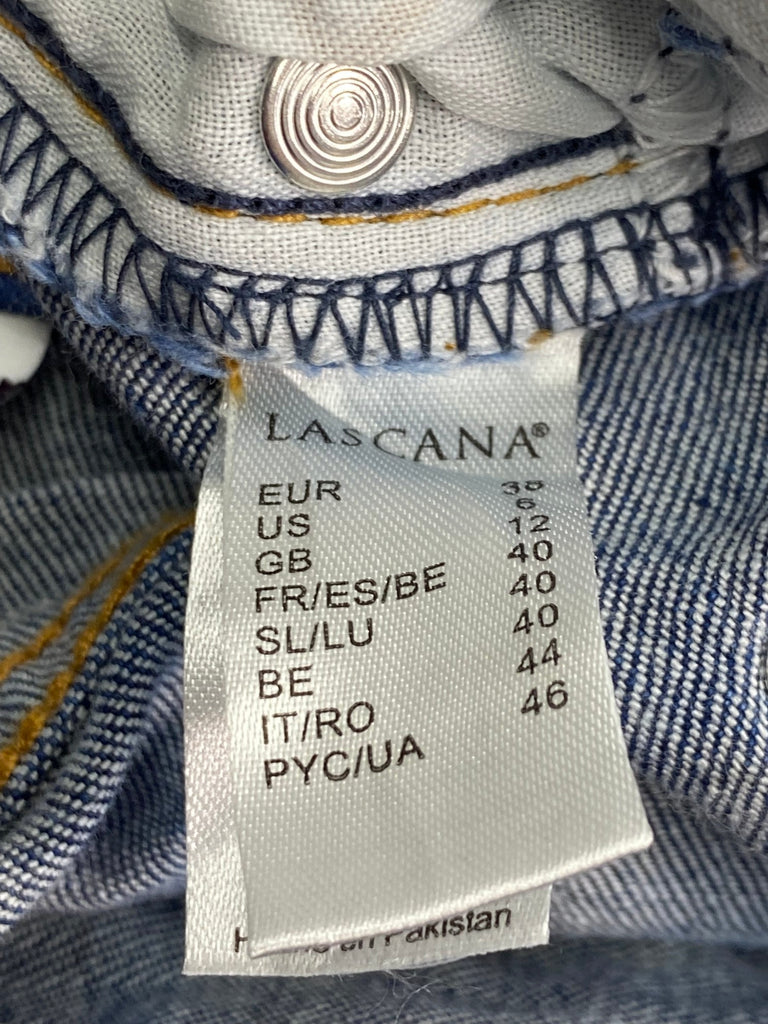 LASCANA®
EUR
US 6
GB 12
FR/ES/BE 40
SL/LU 40
BE 40
IT/RO 44
PYC/UA 46
Pakistan